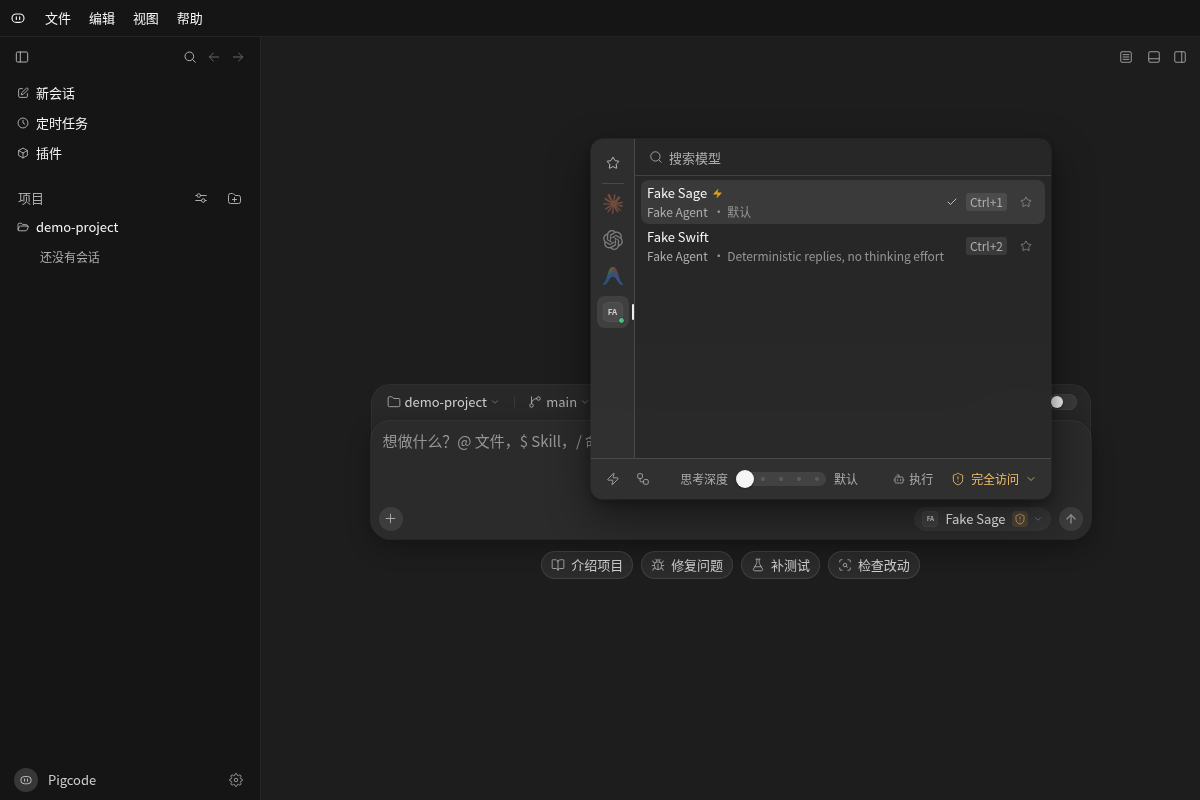 文件 编辑 视图 帮助
新会话
定时任务
插件
项目
demo-project
还没有会话
搜索模型
Fake Sage
Fake Agent · 默认
Ctrl+1
Fake Swift
Fake Agent · Deterministic replies, no thinking effort
Ctrl+2
FA
思考深度 默认 执行 完全访问
demo-project main
想做什么? @ 文件, $ Skill, /
FA Fake Sage
介绍项目 修复问题 补测试 检查改动
Pigcode